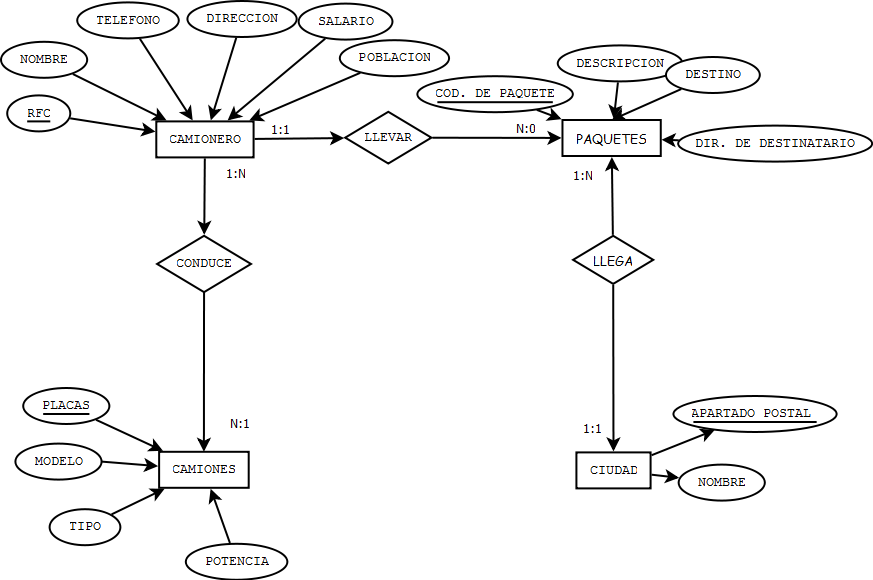 TELEFONO
DIRECCION
SALARIO
NOMBRE
POBLACION
RFC
CAMIONERO
1:1
LLEVAR
N:0
DESCRIPCION
DESTINO
COD. DE PAQUETE
PAQUETES
DIR. DE DESTINATARIO
1:N
1:N
CONDUCE
LLEGA
PLACAS
N:1
1:1
APARTADO POSTAL
MODELO
CAMIONES
CIUDAD
NOMBRE
TIPO
POTENCIA